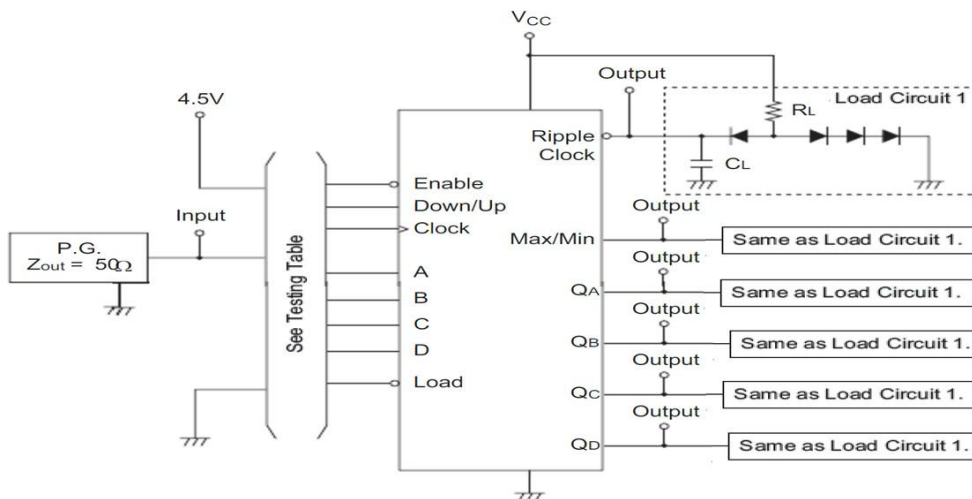 VCC
Output
4.5V
RL
Load Circuit 1
Ripple
Clock
CL
Enable
Down/Up
Clock
Input
P.G.
Zout = 50Ω
See Testing Table
A
B
C
D
Load
Output
Max/Min
Same as Load Circuit 1.
Output
QA
Same as Load Circuit 1.
Output
QB
Same as Load Circuit 1.
Output
QC
Same as Load Circuit 1.
Output
QD
Same as Load Circuit 1.